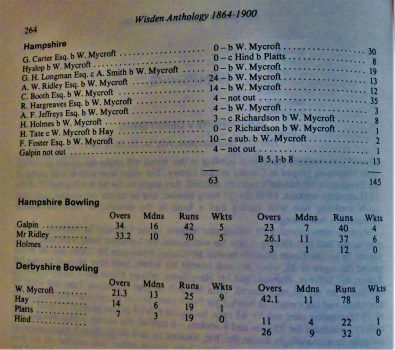 264
Wisden Anthology 1864-1900
Hampshire
G. Carter Esq. b W. Mycroft .......... 0 – b W. Mycroft .......... 30
Hyslop b W. Mycroft .......... 0 – c Hind b Platts .......... 8
G. H. Longman Esq. c A. Smith b W. Mycroft .... 0 – b W. Mycroft .......... 19
A. W. Ridley Esq. b W. Mycroft .......... 24 – b W. Mycroft .......... 13
C. Booth Esq. b W. Mycroft .......... 14 – b W. Mycroft .......... 12
R. Hargreaves Esq. b W. Mycroft .......... 4 – not out .......... 35
A. F. Jeffreys Esq. b W. Mycroft .......... 4 – b W. Mycroft .......... 3
H. Holmes b W. Mycroft .......... 3 – c Richardson b W. Mycroft .......... 8
H. Tate c W. Mycroft b Hay .......... 0 – c Richardson b W. Mycroft .......... 1
F. Foster Esq. b W. Mycroft .......... 10 – c sub. b W. Mycroft .......... 2
Galpin not out .......... 4 – not out .......... 1
B 5, l-b 8 .......... 13
63 145
Hampshire Bowling
Overs Mdns Runs Wkts Overs Mdns Runs Wkts
Galpin .......... 34 16 42 5 23 7 40 4
Mr Ridley .......... 33.2 10 70 5 26.1 11 37 6
Holmes .......... 3 1 12 0
Derbyshire Bowling
Overs Mdns Runs Wkts Overs Mdns Runs Wkts
W. Mycroft .......... 21.3 13 25 9 42.1 11 78 8
Hay .......... 14 6 19 1
Platts .......... 7 3 19 0 11 4 22 1
Hind .......... 26 9 32 0